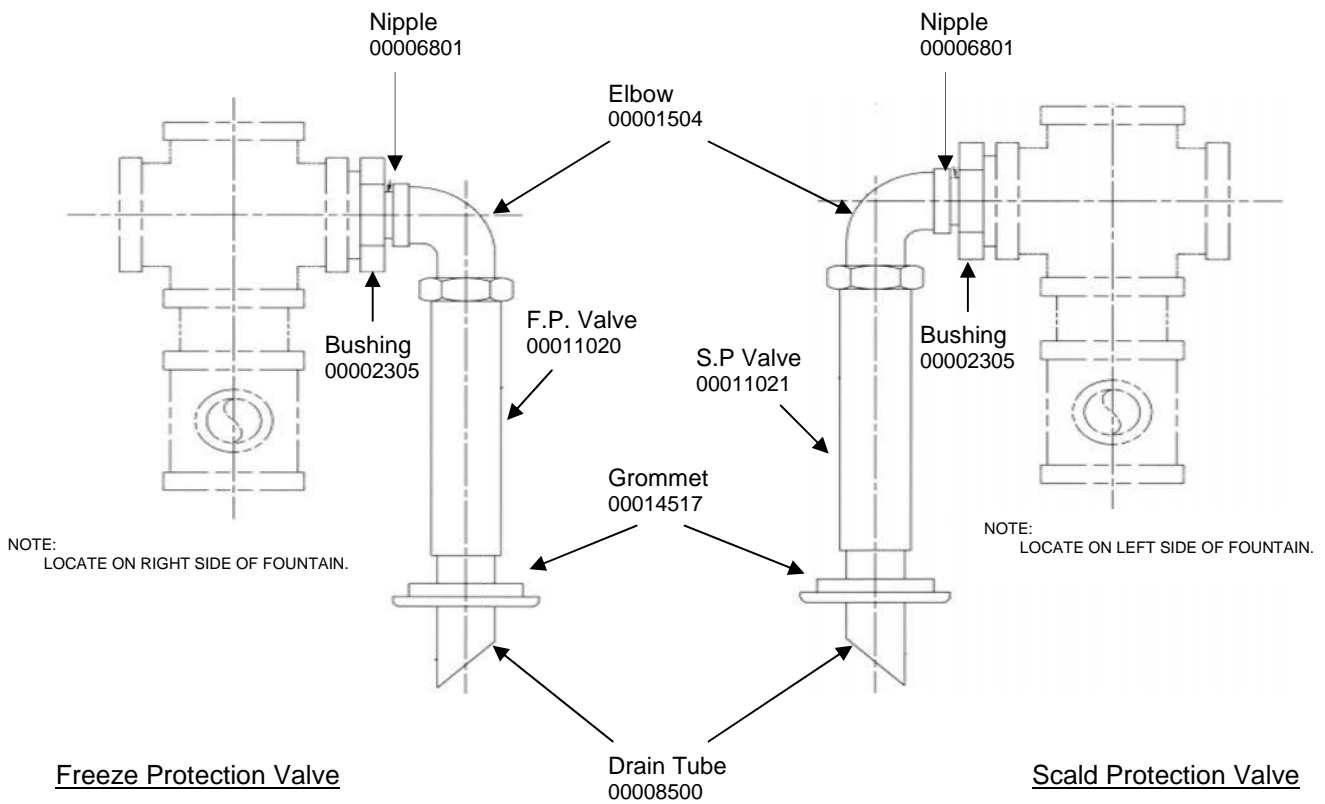 Nipple
00006801
Nipple
00006801
Elbow
00001504
Bushing
00002305
F.P. Valve
00011020
S.P Valve
00011021
Bushing
00002305
Grommet
00014517
NOTE:
LOCATE ON RIGHT SIDE OF FOUNTAIN.
NOTE:
LOCATE ON LEFT SIDE OF FOUNTAIN.
Drain Tube
00008500
Freeze Protection Valve
Scald Protection Valve